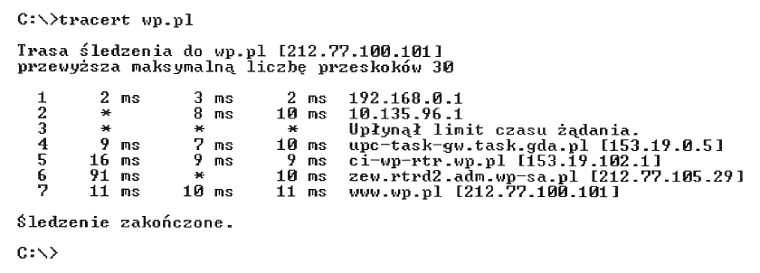 C:\>tracert wp.pl
Trasa śledzenia do wp.pl [212.77.100.101]
przewyższa maksymalną liczbę przeskoków 30
1 2 ms 3 ms 2 ms 192.168.0.1
2 * 8 ms 10 ms 10.135.96.1
3 * * * Upłynął limit czasu żądania.
4 9 ms 7 ms 10 ms upc-task-gw.task.gda.pl [153.19.0.5]
5 16 ms 9 ms 9 ms ci-wp-rtr.wp.pl [153.19.102.1]
6 91 ms * 10 ms zew.rtrd2.adm.wp-sa.pl [212.77.105.29]
7 11 ms 10 ms 11 ms www.wp.pl [212.77.100.101]
Śledzenie zakończone.
C:\>